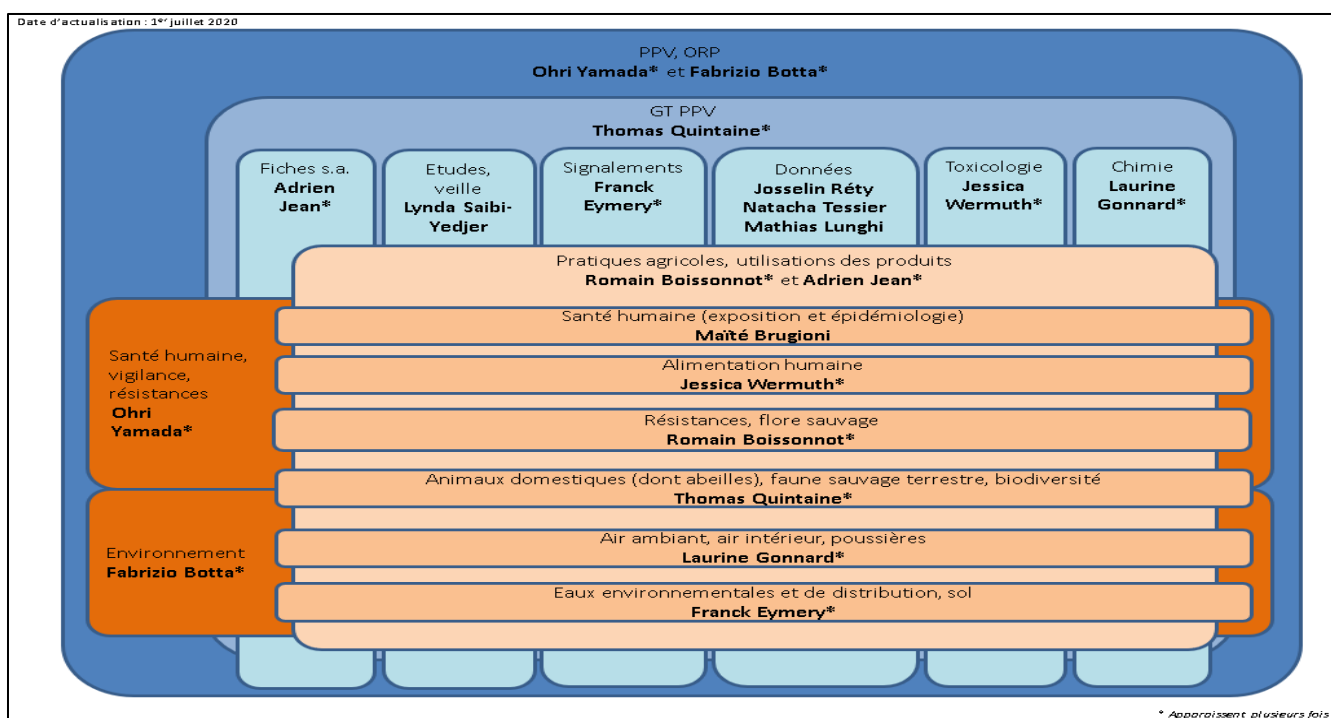 Date d'actualisation : 1er juillet 2020
PPV, ORP
Ohri Yamada* et Fabrizio Botta*
GT PPV
Thomas Quintaine*
Fiches s.a.
Adrien
Jean*
Etudes,
veille
Lynda Saibi-
Yedjer
Signalements
Franck
Eymery*
Données
Josselin Réty
Natacha Tessier
Mathias Lunghi
Toxicologie
Jessica
Wermuth*
Chimie
Laurine
Gonnard*
Pratiques agricoles, utilisations des produits
Romain Boissonnot* et Adrien Jean*
Santé humaine,
vigilance,
résistances
Ohri
Yamada*
Santé humaine (exposition et épidémiologie)
Maïté Brugioni
Alimentation humaine
Jessica Wermuth*
Résistances, flore sauvage
Romain Boissonnot*
Animaux domestiques (dont abeilles), faune sauvage terrestre, biodiversité
Thomas Quintaine*
Environnement
Fabrizio Botta*
Air ambiant, air intérieur, poussières
Laurine Gonnard*
Eaux environnementales et de distribution, sol
Franck Eymery*
* Apparaissent plusieurs fois